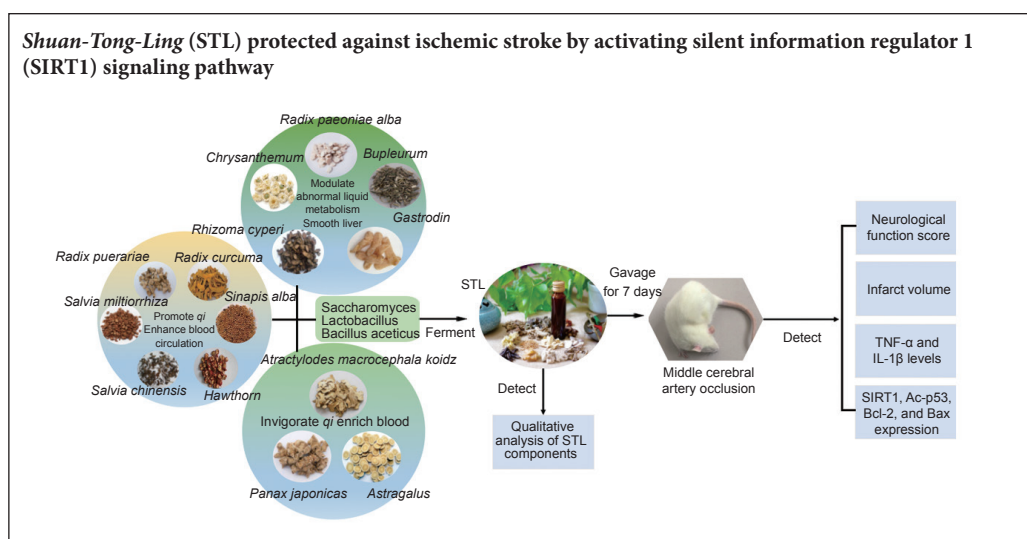 Shuan-Tong-Ling (STL) protected against ischemic stroke by activating silent information regulator 1
(SIRT1) signaling pathway
Radix paeoniae alba
Chrysanthemum
Bupleurum
Modulate
abnormal liquid
metabolism
Smooth liver
Gastrodin
Rhizoma cyperi
Radix puerariae
Radix curcuma
Salvia miltiorrhiza
Sinapis alba
Promote qi
Enhance blood
circulation
Salvia chinensis
Hawthorn
Saccharomyces
Lactobacillus
Bacillus aceticus
Ferment
Atractylodes macrocephala koidz
Invigorate qi enrich blood
Panax japonicas
Astragalus
STL
Detect
Qualitative
analysis of STL
components
Gavage
for 7 days
Middle cerebral
artery occlusion
Detect
Neurological
function score
Infarct volume
TNF-α and
IL-1β levels
SIRT1, Ac-p53,
Bcl-2, and Bax
expression